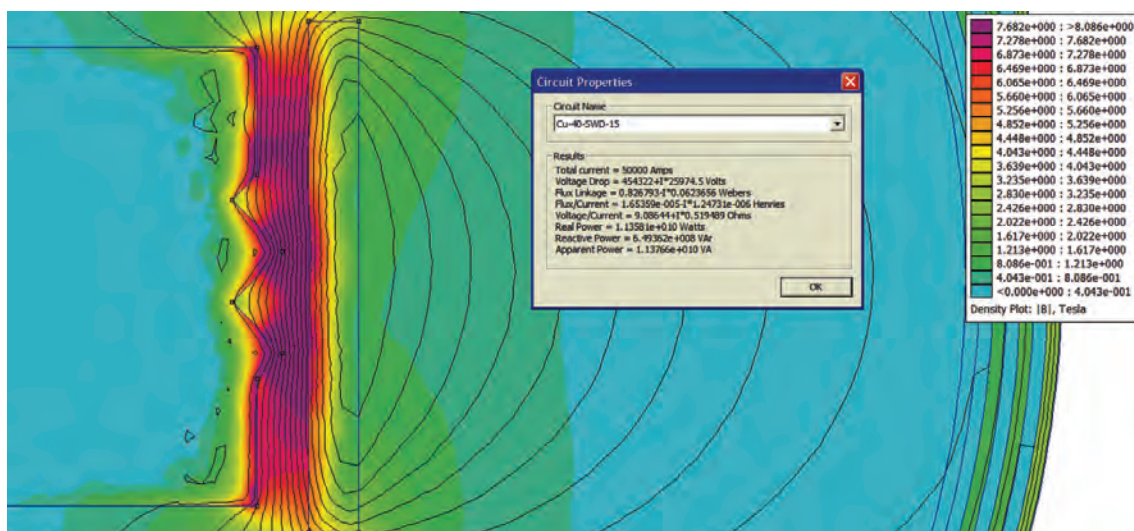 Circuit Properties
Circuit Name
Cu-40-SWD-15
Results
Total current = 50000 Amps
Voltage Drop = 454322+I*25974.5 Volts
Flux Linkage = 0.826793-I*0.0623656 Webers
Flux/Current = 1.65359e-005-I*1.24731e-006 Henries
Voltage/Current = 9.08644+I*0.519489 Ohms
Real Power = 1.13581e+010 Watts
Reactive Power = 6.49362e+008 VAr
Apparent Power = 1.13766e+010 VA
OK
7.682e+000 : >8.086e+000
7.278e+000 : 7.682e+000
6.873e+000 : 7.278e+000
6.469e+000 : 6.873e+000
6.065e+000 : 6.469e+000
5.660e+000 : 6.065e+000
5.256e+000 : 5.660e+000
4.852e+000 : 5.256e+000
4.448e+000 : 4.852e+000
4.043e+000 : 4.448e+000
3.639e+000 : 4.043e+000
3.235e+000 : 3.639e+000
2.830e+000 : 3.235e+000
2.426e+000 : 2.830e+000
2.022e+000 : 2.426e+000
1.617e+000 : 2.022e+000
1.213e+000 : 1.617e+000
8.086e-001 : 1.213e+000
4.043e-001 : 8.086e-001
<0.000e+000 : 4.043e-001
Density Plot: |B|, Tesla